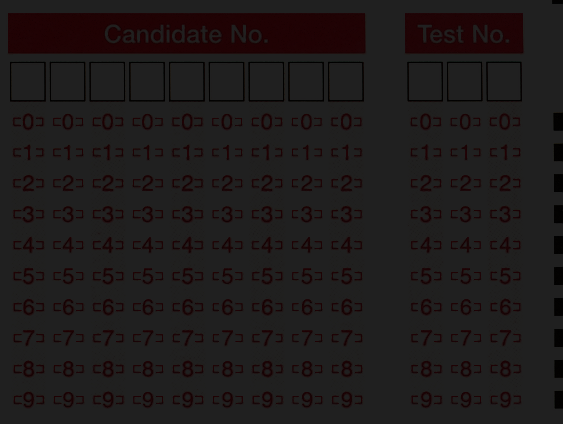 Candidate No. Test No.
[0] [0] [0] [0] [0] [0] [0] [0] [0] [0] [0] [0]
[1] [1] [1] [1] [1] [1] [1] [1] [1] [1] [1] [1]
[2] [2] [2] [2] [2] [2] [2] [2] [2] [2] [2] [2]
[3] [3] [3] [3] [3] [3] [3] [3] [3] [3] [3] [3]
[4] [4] [4] [4] [4] [4] [4] [4] [4] [4] [4] [4]
[5] [5] [5] [5] [5] [5] [5] [5] [5] [5] [5] [5]
[6] [6] [6] [6] [6] [6] [6] [6] [6] [6] [6] [6]
[7] [7] [7] [7] [7] [7] [7] [7] [7] [7] [7] [7]
[8] [8] [8] [8] [8] [8] [8] [8] [8] [8] [8] [8]
[9] [9] [9] [9] [9] [9] [9] [9] [9] [9] [9] [9]